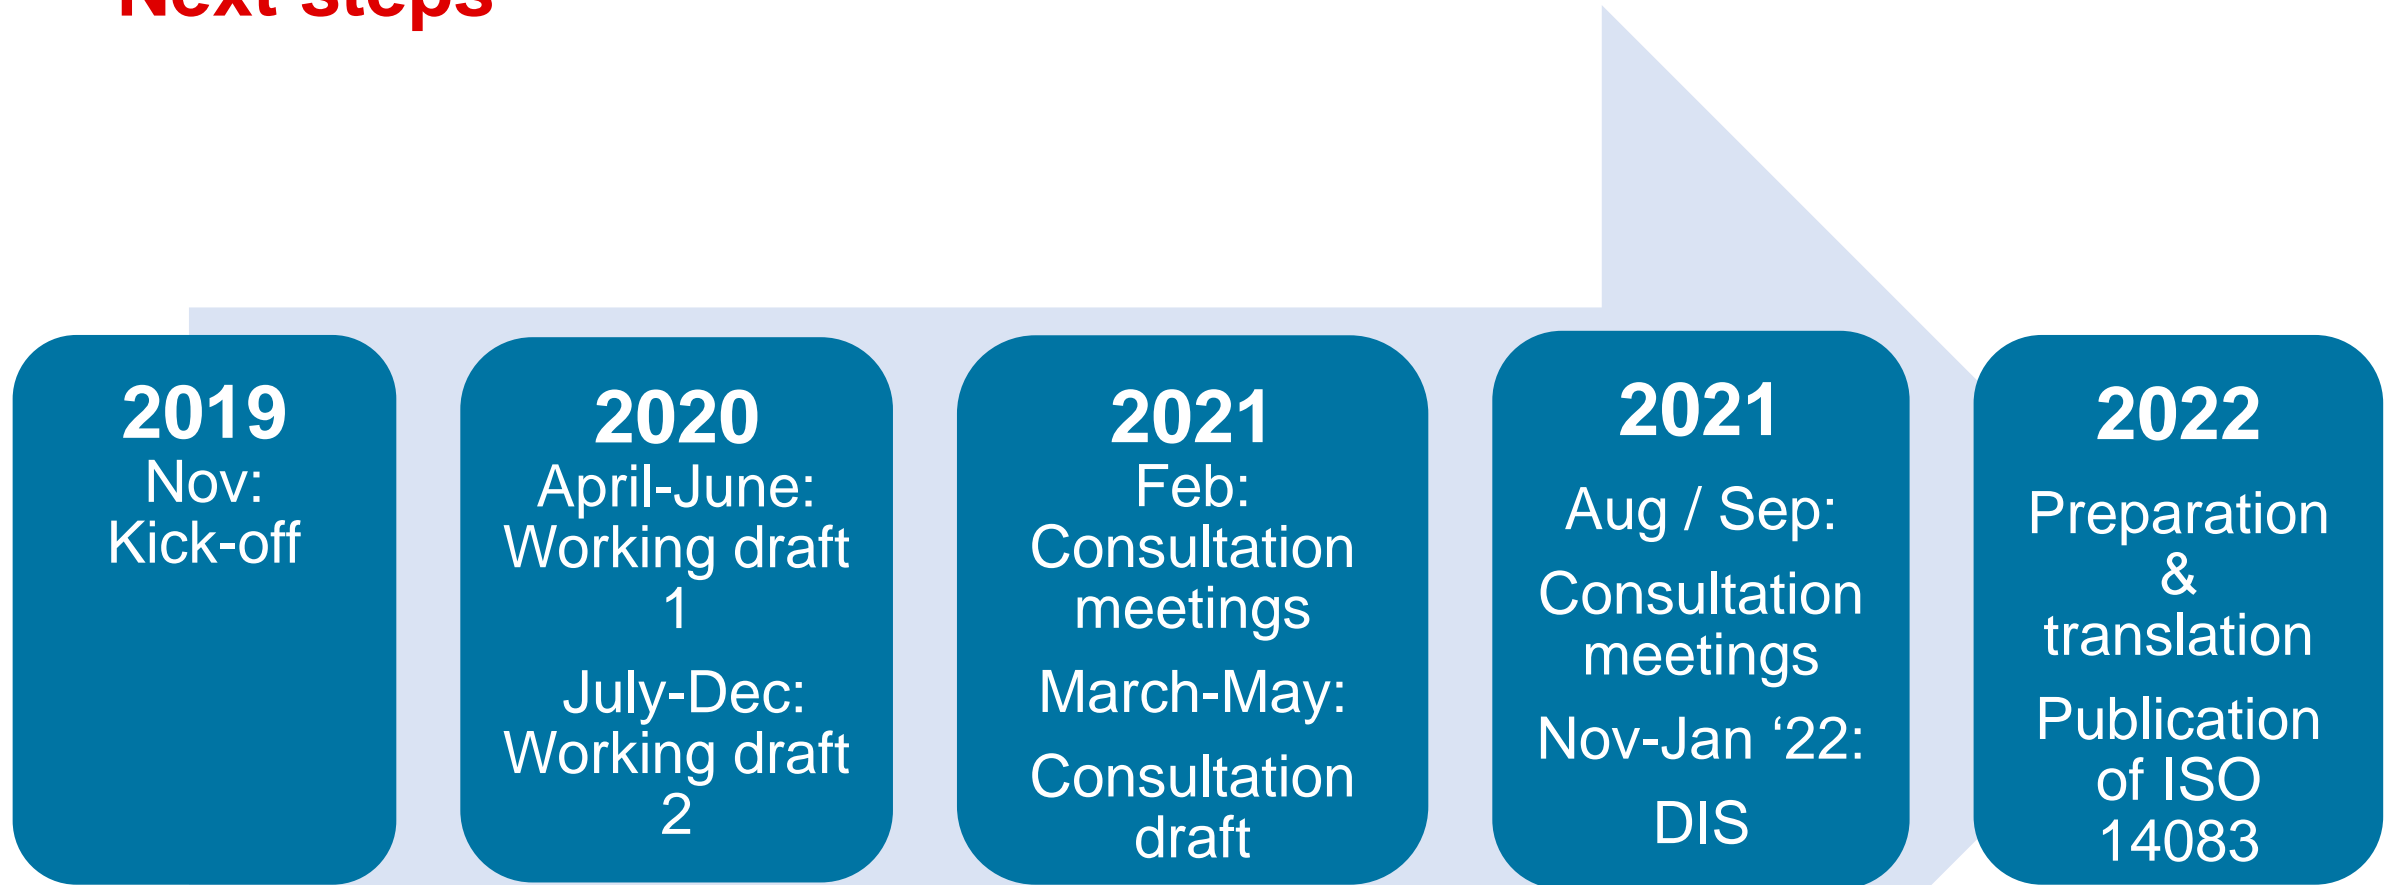 Next steps
2019
Nov:
Kick-off
2020
April-June:
Working draft
1
July-Dec:
Working draft
2
2021
Feb:
Consultation
meetings
March-May:
Consultation
draft
2021
Aug / Sep:
Consultation
meetings
Nov-Jan ‘22:
DIS
2022
Preparation
&
translation
Publication
of ISO
14083